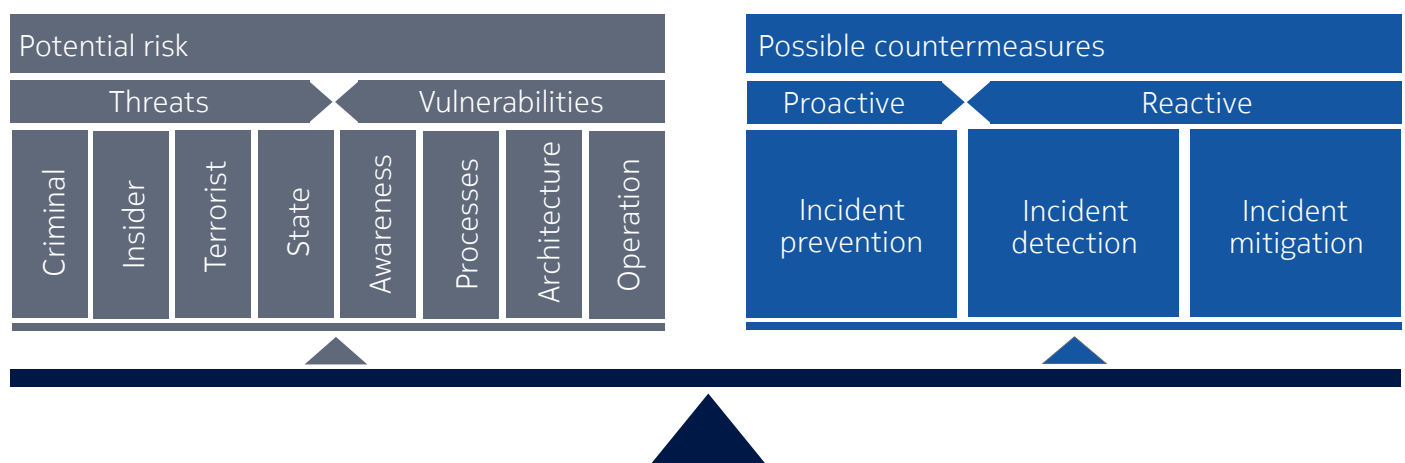 Potential risk
Threats
Vulnerabilities
Criminal
Insider
Terrorist
State
Awareness
Processes
Architecture
Operation
Possible countermeasures
Proactive
Reactive
Incident
prevention
Incident
detection
Incident
mitigation